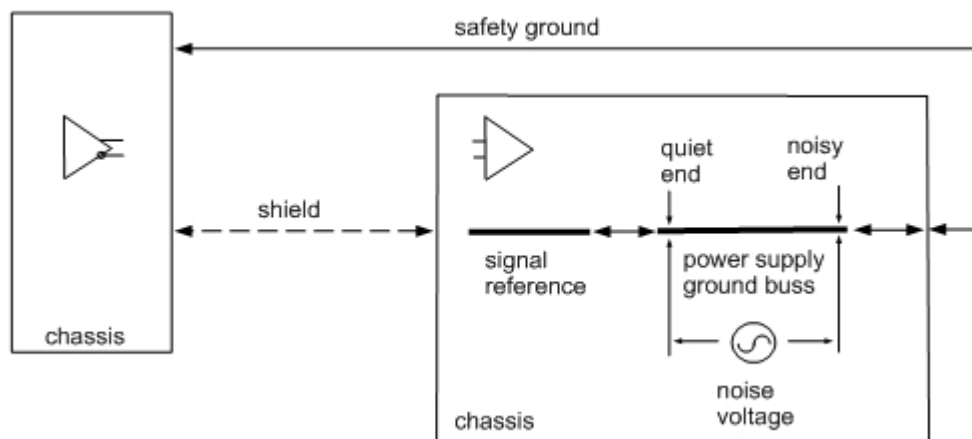 safety ground
quiet
end
noisy
end
shield
signal
reference
power supply
ground buss
chassis
noise
voltage
chassis